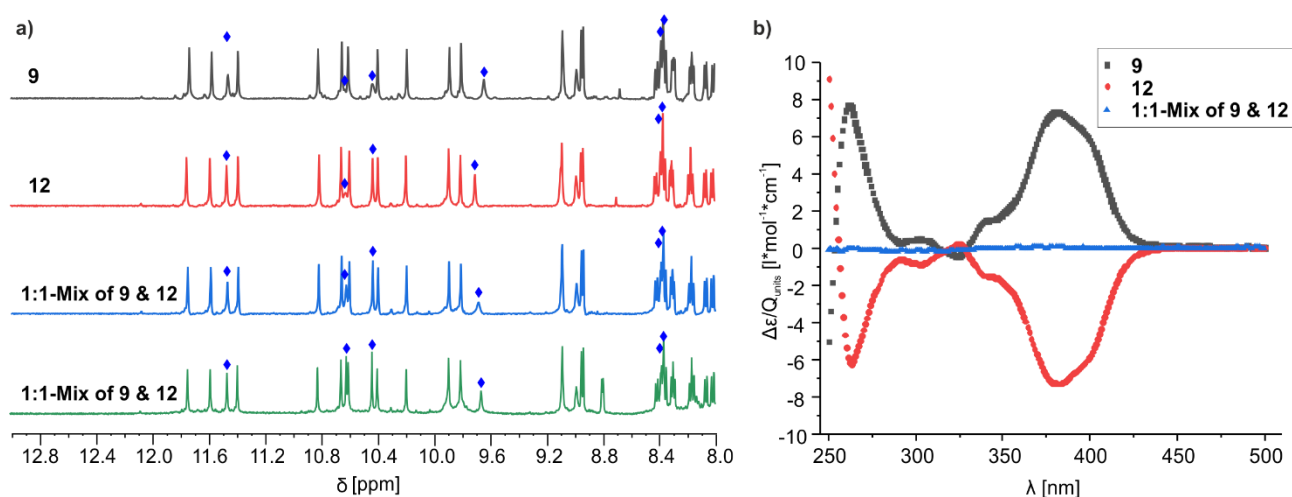 a)
9
12
1:1-Mix of 9 & 12
1:1-Mix of 9 & 12
12.8 12.4 12.0 11.6 11.2 10.8 10.4 10.0 9.6 9.2 8.8 8.4 8.0
δ [ppm]
b)
9
12
1:1-Mix of 9 & 12
Δε/Qunits [l*mol⁻¹*cm⁻¹]
10
8
6
4
2
0
-2
-4
-6
-8
-10
250 300 350 400 450 500
λ [nm]